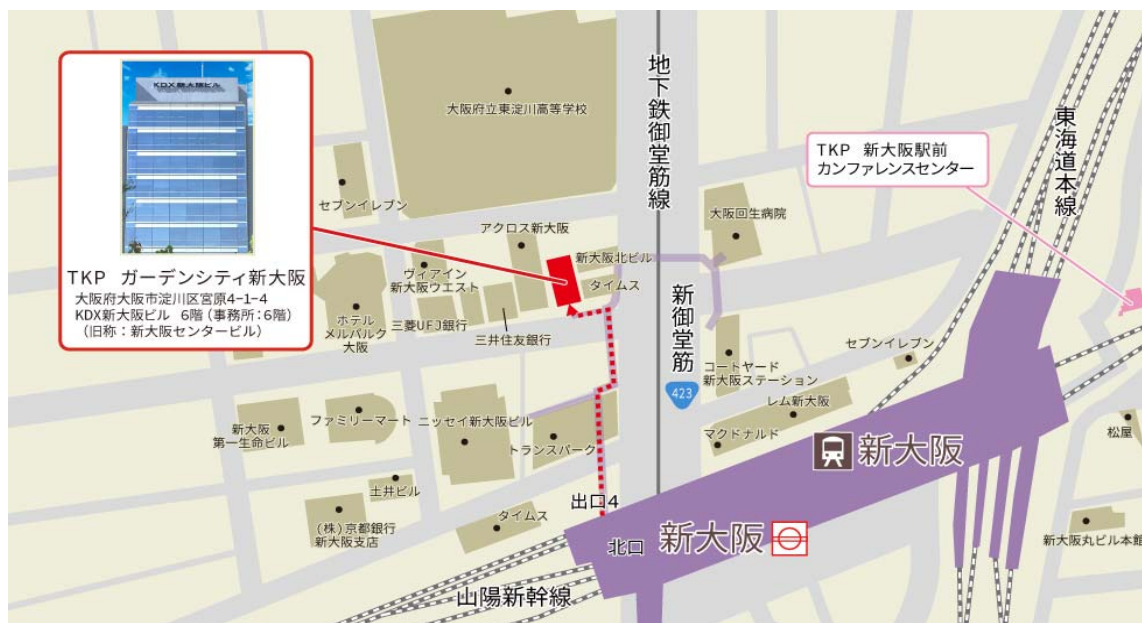 KDX 新大阪ビル
TKP ガーデンシティ新大阪
大阪府大阪市淀川区宮原4-1-4
KDX新大阪ビル 6階（事務所：6階）
（旧称：新大阪センタービル）
大阪府立東淀川高等学校
地下鉄御堂筋線
東海道本線
TKP 新大阪駅前
カンファレンスセンター
セブンイレブン
アクロス新大阪
大阪回生病院
新大阪北ビル
タイムス
ヴィアイン
新大阪ウエスト
三菱UFJ銀行
三井住友銀行
ホテル
メルパルク
大阪
新御堂筋
423
コートヤード
新大阪ステーション
セブンイレブン
レム新大阪
マクドナルド
新大阪
第一生命ビル
ファミリーマート
ニッセイ新大阪ビル
トランスパーク
土井ビル
(株)京都銀行
新大阪支店
タイムス
出口4
北口
新大阪
新大阪
松屋
新大阪丸ビル本館
山陽新幹線